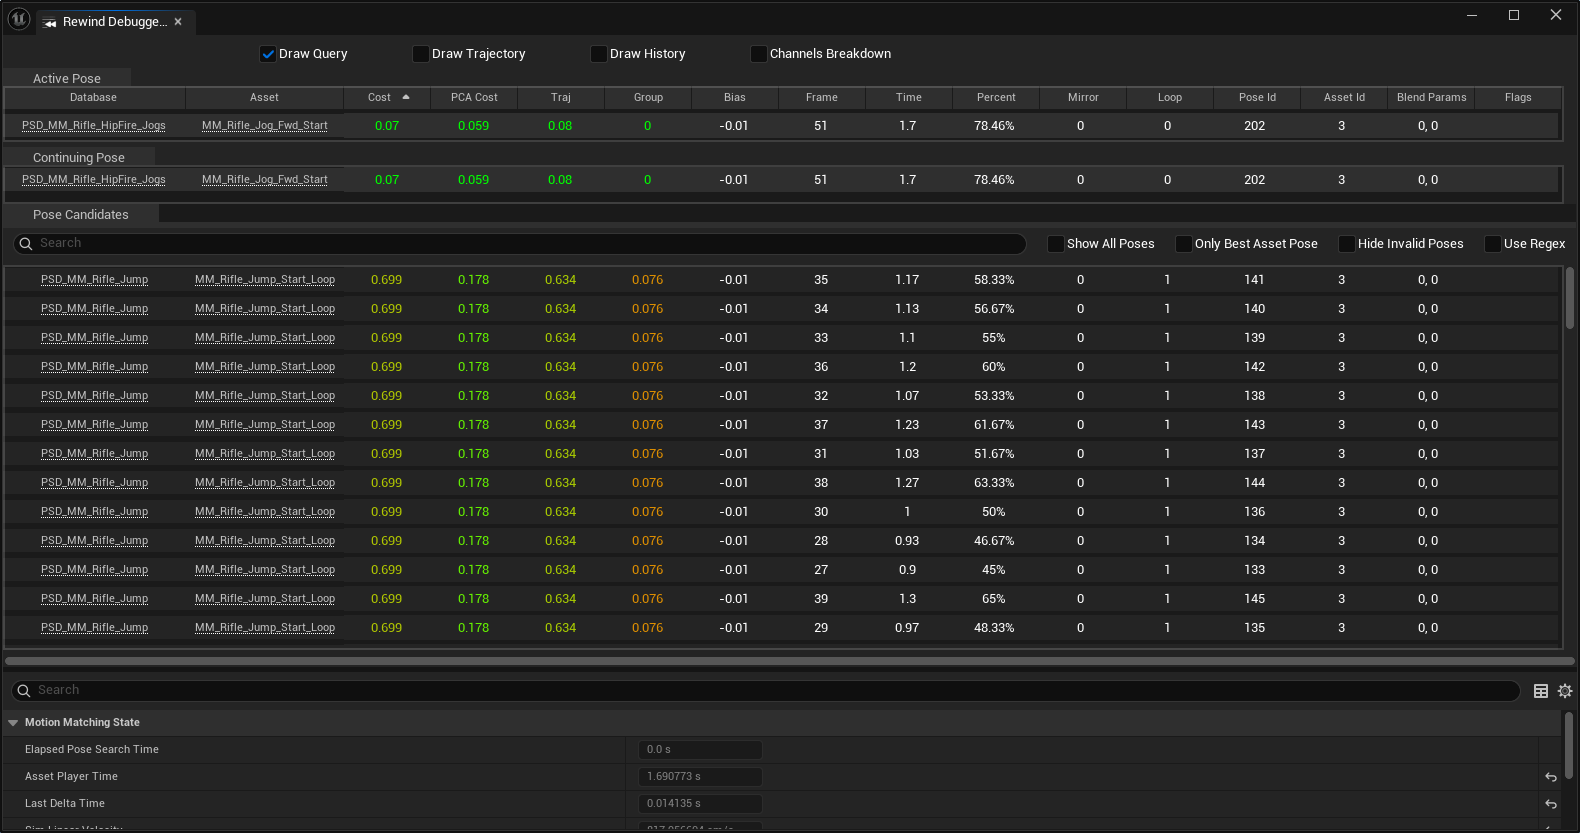 Rewind Debugge...
Draw Query Draw Trajectory Draw History Channels Breakdown
Active Pose
Database Asset Cost PCA Cost Traj Group Bias Frame Time Percent Mirror Loop Pose Id Asset Id Blend Params Flags
PSD_MM_Rifle_HipFire_Jogs MM_Rifle_Jog_Fwd_Start 0.07 0.059 0.08 0 -0.01 51 1.7 78.46% 0 0 202 3 0, 0
Continuing Pose
PSD_MM_Rifle_HipFire_Jogs MM_Rifle_Jog_Fwd_Start 0.07 0.059 0.08 0 -0.01 51 1.7 78.46% 0 0 202 3 0, 0
Pose Candidates
Search Show All Poses Only Best Asset Pose Hide Invalid Poses Use Regex
PSD_MM_Rifle_Jump MM_Rifle_Jump_Start_Loop 0.699 0.178 0.634 0.076 -0.01 35 1.17 58.33% 0 1 141 3 0, 0
PSD_MM_Rifle_Jump MM_Rifle_Jump_Start_Loop 0.699 0.178 0.634 0.076 -0.01 34 1.13 56.67% 0 1 140 3 0, 0
PSD_MM_Rifle_Jump MM_Rifle_Jump_Start_Loop 0.699 0.178 0.634 0.076 -0.01 33 1.1 55% 0 1 139 3 0, 0
PSD_MM_Rifle_Jump MM_Rifle_Jump_Start_Loop 0.699 0.178 0.634 0.076 -0.01 36 1.2 60% 0 1 142 3 0, 0
PSD_MM_Rifle_Jump MM_Rifle_Jump_Start_Loop 0.699 0.178 0.634 0.076 -0.01 32 1.07 53.33% 0 1 138 3 0, 0
PSD_MM_Rifle_Jump MM_Rifle_Jump_Start_Loop 0.699 0.178 0.634 0.076 -0.01 37 1.23 61.67% 0 1 143 3 0, 0
PSD_MM_Rifle_Jump MM_Rifle_Jump_Start_Loop 0.699 0.178 0.634 0.076 -0.01 31 1.03 51.67% 0 1 137 3 0, 0
PSD_MM_Rifle_Jump MM_Rifle_Jump_Start_Loop 0.699 0.178 0.634 0.076 -0.01 38 1.27 63.33% 0 1 144 3 0, 0
PSD_MM_Rifle_Jump MM_Rifle_Jump_Start_Loop 0.699 0.178 0.634 0.076 -0.01 30 1 50% 0 1 136 3 0, 0
PSD_MM_Rifle_Jump MM_Rifle_Jump_Start_Loop 0.699 0.178 0.634 0.076 -0.01 28 0.93 46.67% 0 1 134 3 0, 0
PSD_MM_Rifle_Jump MM_Rifle_Jump_Start_Loop 0.699 0.178 0.634 0.076 -0.01 27 0.9 45% 0 1 133 3 0, 0
PSD_MM_Rifle_Jump MM_Rifle_Jump_Start_Loop 0.699 0.178 0.634 0.076 -0.01 39 1.3 65% 0 1 145 3 0, 0
PSD_MM_Rifle_Jump MM_Rifle_Jump_Start_Loop 0.699 0.178 0.634 0.076 -0.01 29 0.97 48.33% 0 1 135 3 0, 0
Search
Motion Matching State
Elapsed Pose Search Time 0.0 s
Asset Player Time 1.690773 s
Last Delta Time 0.014135 s
Sim Linear Velocity